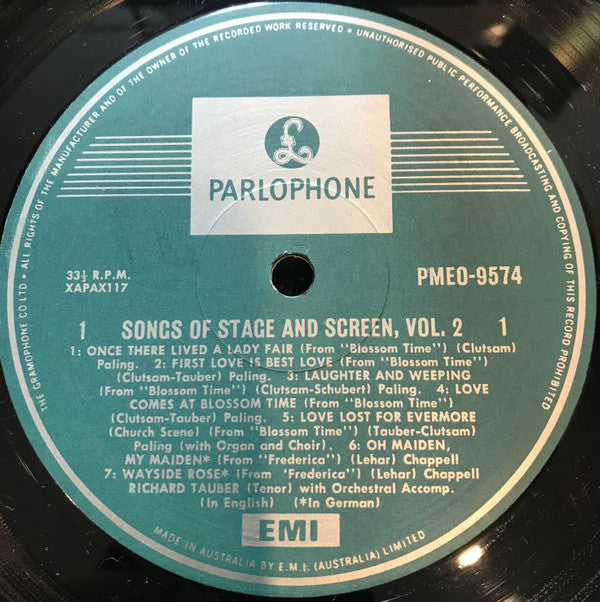 THE GRAMOPHONE CO LTD · ALL RIGHTS OF THE MANUFACTURER AND OF THE OWNER OF THE RECORDED WORK RESERVED · UNAUTHORISED PUBLIC PERFORMANCE BROADCASTING AND COPYING OF THIS RECORD PROHIBITED
£
PARLOPHONE
33⅓ R.P.M.
XAPAX117
PMEO-9574
1 SONGS OF STAGE AND SCREEN, VOL. 2 1
1: ONCE THERE LIVED A LADY FAIR (From "Blossom Time") (Clutsam)
Paling. 2: FIRST LOVE IS BEST LOVE (From "Blossom Time")
(Clutsam-Tauber) Paling. 3: LAUGHTER AND WEEPING
(From "Blossom Time") (Clutsam-Schubert) Paling. 4: LOVE
COMES AT BLOSSOM TIME (From "Blossom Time")
(Clutsam-Tauber) Paling. 5: LOVE LOST FOR EVERMORE
(Church Scene) (From "Blossom Time") (Tauber-Clutsam)
Paling (with Organ and Choir). 6: OH MAIDEN,
MY MAIDEN* (From "Frederica") (Lehar) Chappell
7: WAYSIDE ROSE* (From 'Frederica") (Lehar) Chappell
RICHARD TAUBER (Tenor) with Orchestral Accomp.
(In English) (*In German)
EMI
MADE IN AUSTRALIA BY E.M.I. (AUSTRALIA) LIMITED